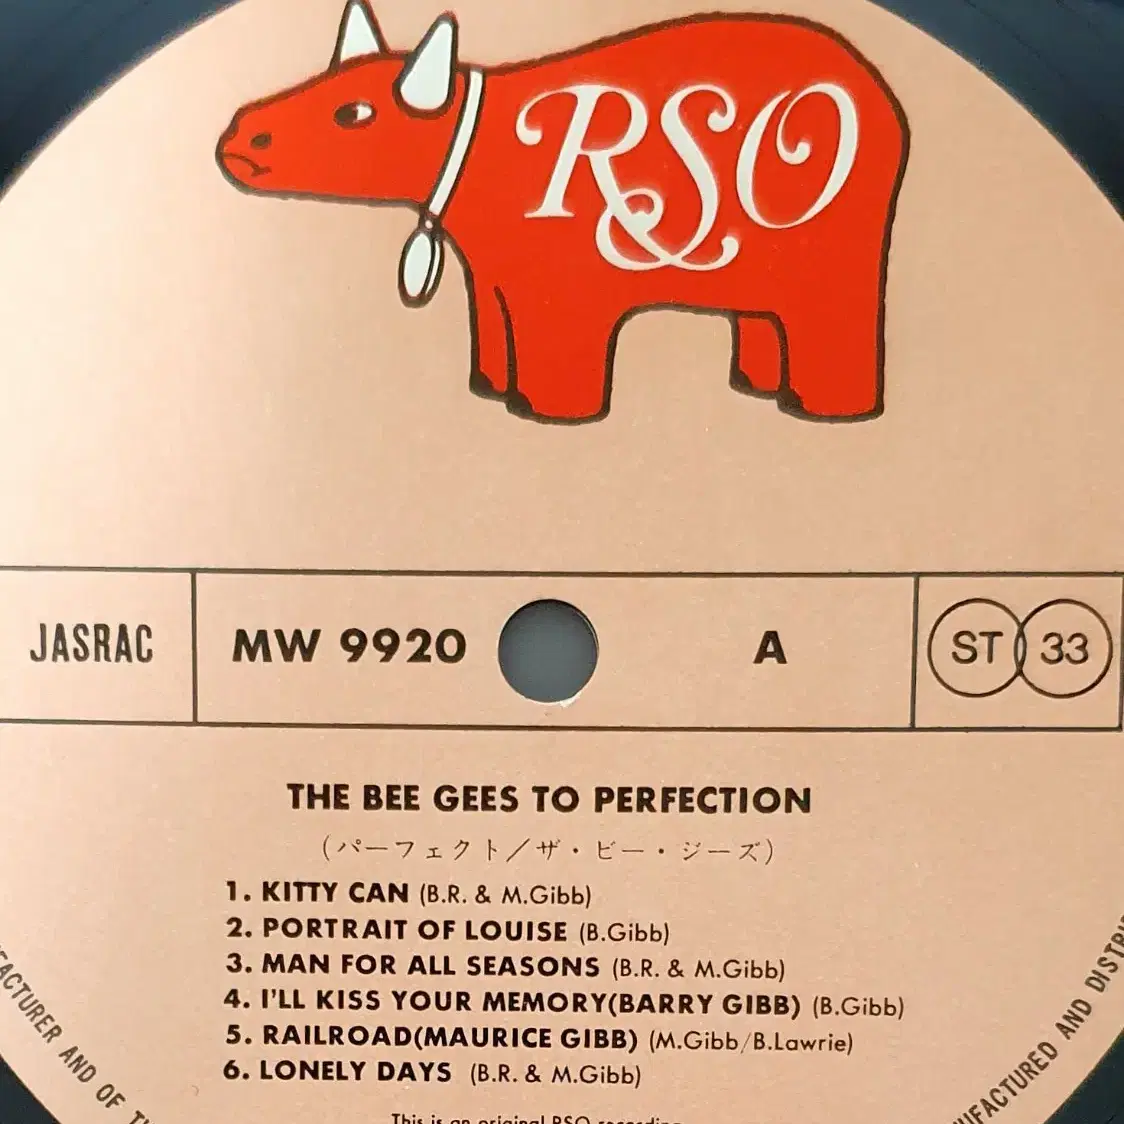 RSO
JASRAC
MW 9920
A
ST 33
THE BEE GEES TO PERFECTION
(パーフェクト／ザ・ビー・ジーズ)
1. KITTY CAN (B.R. & M.Gibb)
2. PORTRAIT OF LOUISE (B.Gibb)
3. MAN FOR ALL SEASONS (B.R. & M.Gibb)
4. I'LL KISS YOUR MEMORY(BARRY GIBB) (B.Gibb)
5. RAILROAD(MAURICE GIBB) (M.Gibb/B.Lawrie)
6. LONELY DAYS (B.R. & M.Gibb)
This is an original RSO recording
FACTURER AND OF
UFACTURED AND DISTRI